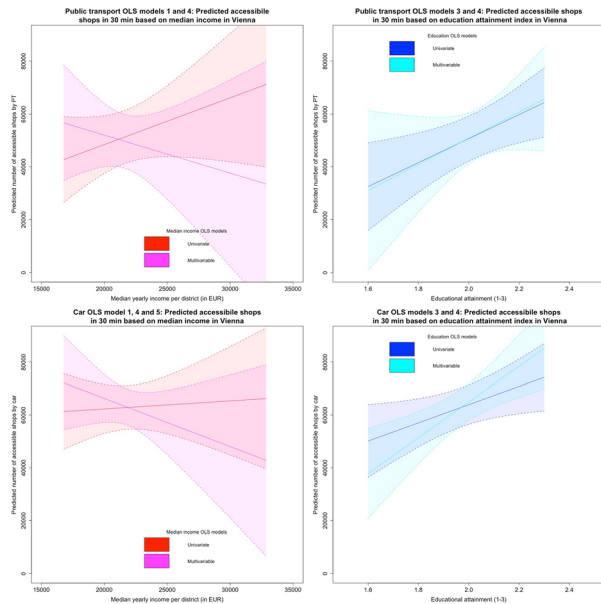 Public transport OLS models 1 and 4: Predicted accessibile
shops in 30 min based on median income in Vienna
Predicted number of accessible shops by PT
80000
60000
40000
20000
0
Median income OLS models
Univariate
Multivariable
15000 20000 25000 30000 35000
Median yearly income per district (in EUR)
Public transport OLS models 3 and 4: Predicted accessibile shops
in 30 min based on education attainment index in Vienna
Education OLS models
Univariate
Multivariable
Predicted number of accessible shops by PT
80000
60000
40000
20000
0
1.6 1.8 2.0 2.2 2.4
Educational attainment (1-3)
Car OLS model 1, 4 and 5: Predicted accessibile shops
in 30 min based on median income in Vienna
Predicted number of accessible shops by car
80000
60000
40000
20000
0
Median income OLS models
Univariate
Multivariable
15000 20000 25000 30000 35000
Median yearly income per district (in EUR)
Car OLS models 3 and 4: Predicted accessibile shops
in 30 min based on education attainment index in Vienna
Education OLS models
Univariate
Multivariable
Predicted number of accessible shops by car
80000
60000
40000
20000
0
1.6 1.8 2.0 2.2 2.4
Educational attainment (1-3)